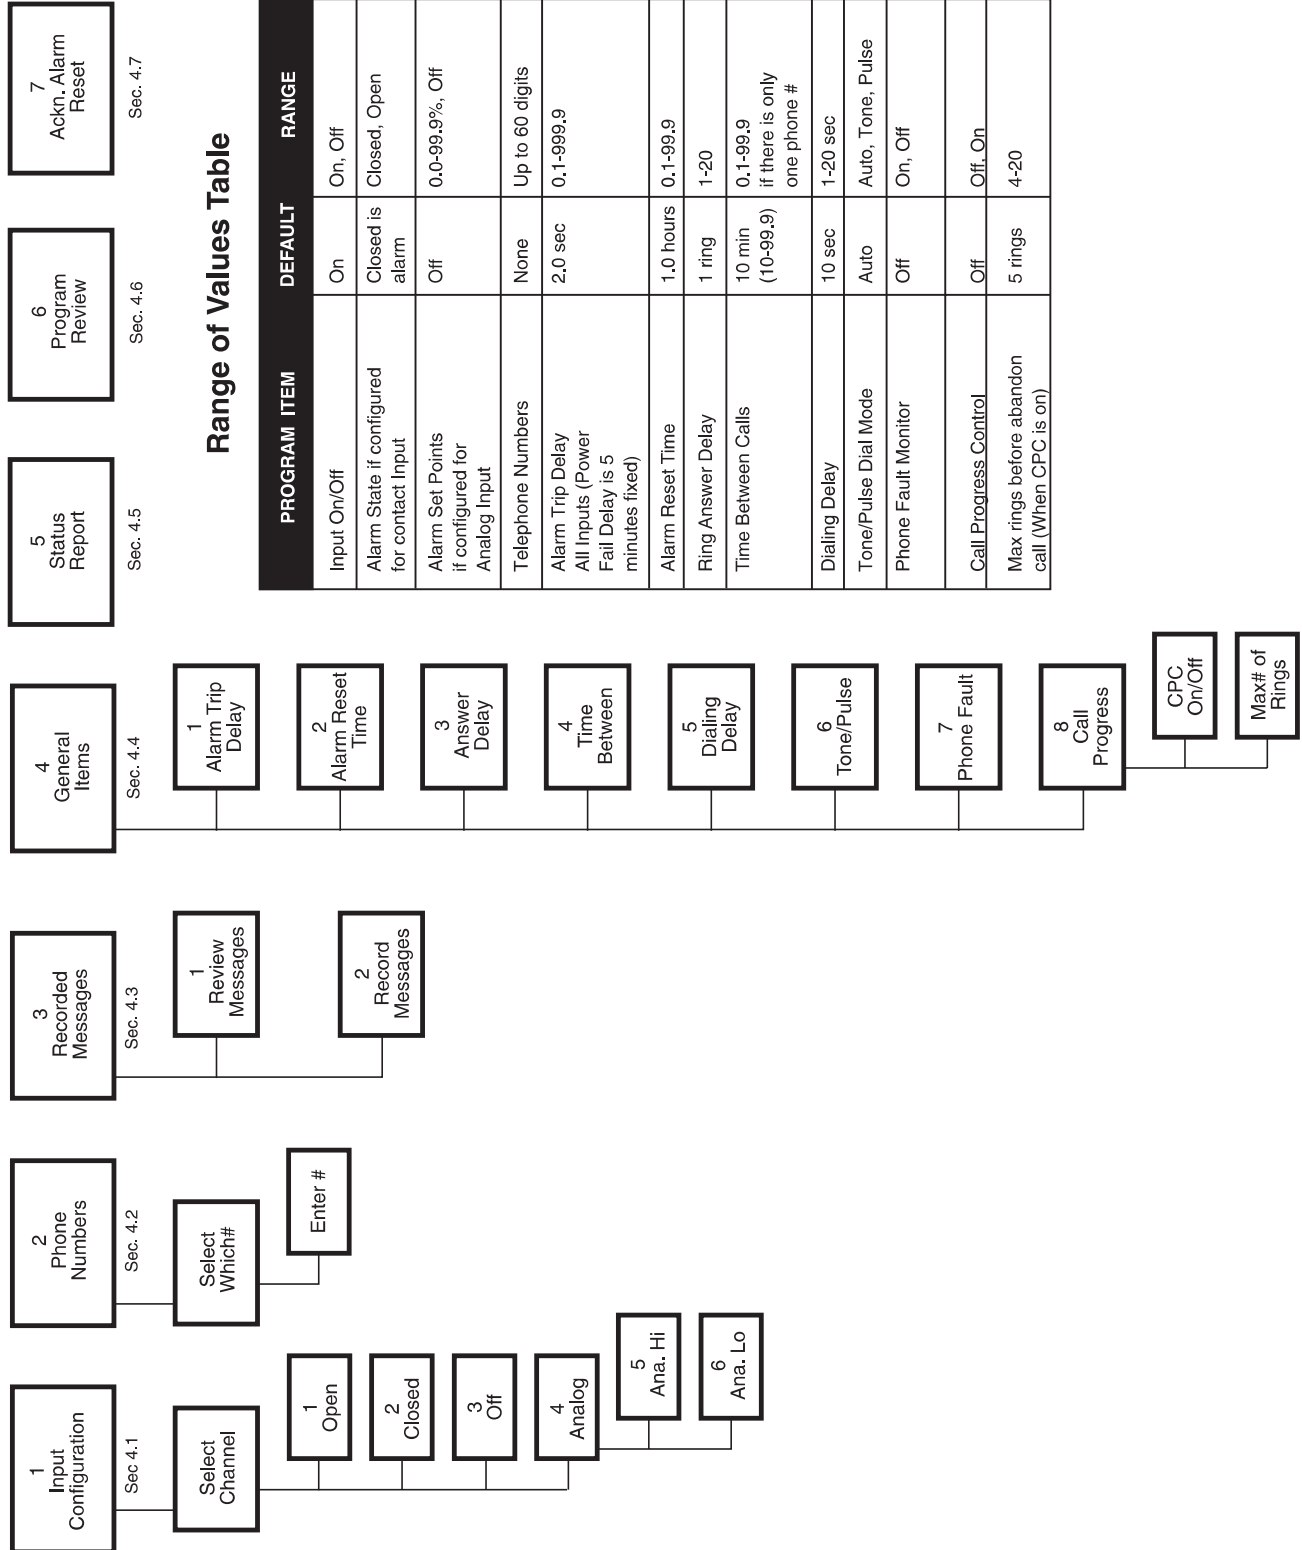 1
Input
Configuration
Sec 4.1
Select
Channel
1
Open
2
Closed
3
Off
4
Analog
5
Ana. Hi
6
Ana. Lo
2
Phone
Numbers
Sec. 4.2
Select
Which#
Enter #
3
Recorded
Messages
Sec. 4.3
1
Review
Messages
2
Record
Messages
4
General
Items
Sec. 4.4
1
Alarm Trip
Delay
2
Alarm Reset
Time
3
Answer
Delay
4
Time
Between
5
Dialing
Delay
6
Tone/Pulse
7
Phone Fault
8
Call
Progress
CPC
On/Off
Max# of
Rings
5
Status
Report
Sec. 4.5
6
Program
Review
Sec. 4.6
7
Ackn. Alarm
Reset
Sec. 4.7
Range of Values Table
PROGRAM ITEM DEFAULT RANGE
Input On/Off On On, Off
Alarm State if configured Closed is Closed, Open
for contact Input alarm
Alarm Set Points Off 0.0-99.9%, Off
if configured for
Analog Input
Telephone Numbers None Up to 60 digits
Alarm Trip Delay 2.0 sec 0.1-999.9
All Inputs (Power
Fail Delay is 5
minutes fixed)
Alarm Reset Time 1.0 hours 0.1-99.9
Ring Answer Delay 1 ring 1-20
Time Between Calls 10 min 0.1-99.9
(10-99.9) if there is only
one phone #
Dialing Delay 10 sec 1-20 sec
Tone/Pulse Dial Mode Auto Auto, Tone, Pulse
Phone Fault Monitor Off On, Off
Call Progress Control Off Off, On
Max rings before abandon 5 rings 4-20
call (When CPC is on)